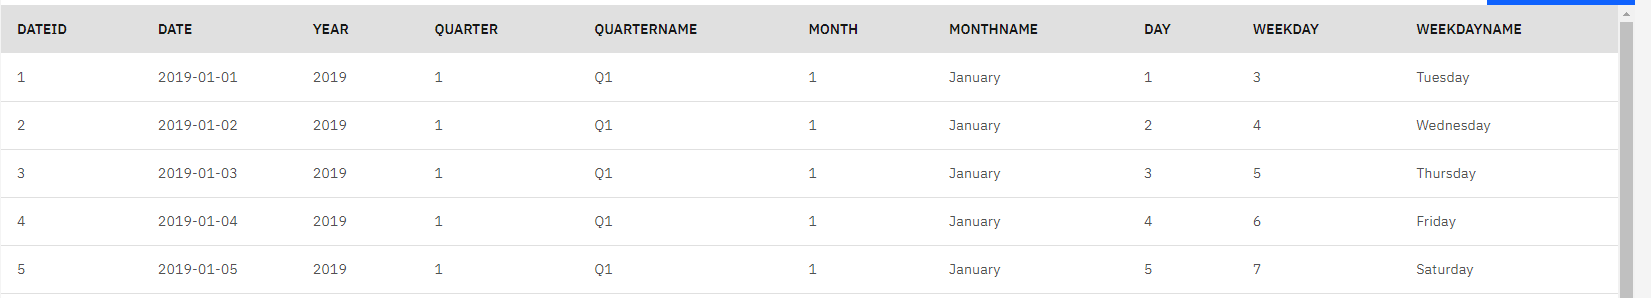 DATEID DATE YEAR QUARTER QUARTERNAME MONTH MONTHNAME DAY WEEKDAY WEEKDAYNAME
1 2019-01-01 2019 1 Q1 1 January 1 3 Tuesday
2 2019-01-02 2019 1 Q1 1 January 2 4 Wednesday
3 2019-01-03 2019 1 Q1 1 January 3 5 Thursday
4 2019-01-04 2019 1 Q1 1 January 4 6 Friday
5 2019-01-05 2019 1 Q1 1 January 5 7 Saturday